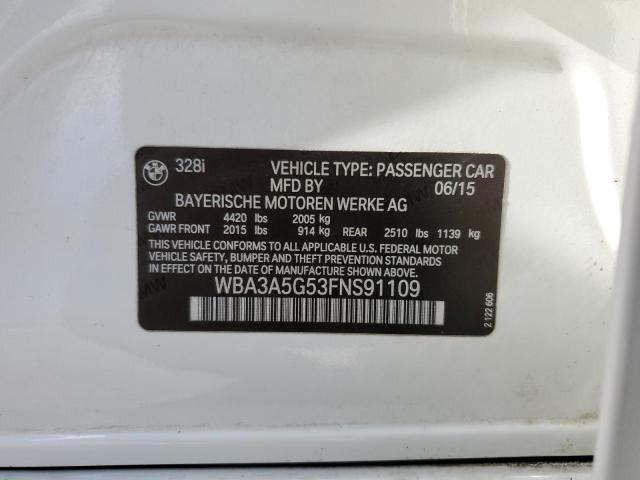 328i VEHICLE TYPE: PASSENGER CAR
MFD BY 06/15
BAYERISCHE MOTOREN WERKE AG
GVWR 4420 lbs 2005 kg
GAWR FRONT 2015 lbs 914 kg REAR 2510 lbs 1139 kg
THIS VEHICLE CONFORMS TO ALL APPLICABLE U.S. FEDERAL MOTOR
VEHICLE SAFETY, BUMPER AND THEFT PREVENTION STANDARDS
IN EFFECT ON THE DATE OF MANUFACTURE SHOWN ABOVE.
WBA3A5G53FNS91109
2 122 606